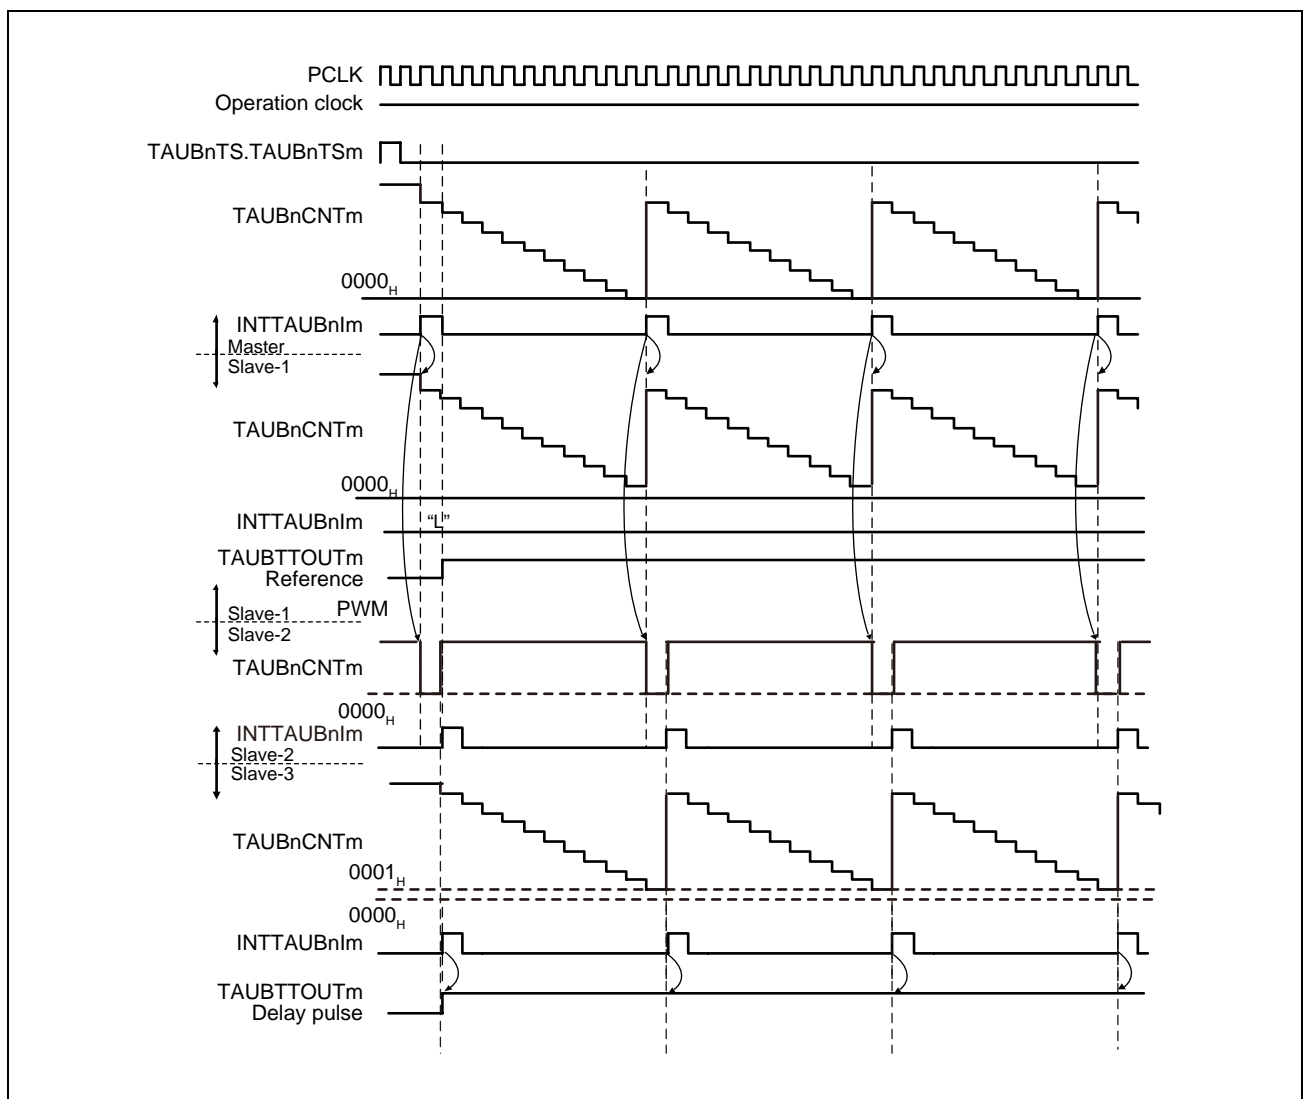 PCLK
Operation clock
TAUBnTS.TAUBnTSm
TAUBnCNTm
0000H
INTTAUBnIm
Master
Slave-1
TAUBnCNTm
0000H
INTTAUBnIm
“L”
TAUBTTOUTm
Reference
PWM
Slave-1
Slave-2
TAUBnCNTm
0000H
INTTAUBnIm
Slave-2
Slave-3
TAUBnCNTm
0001H
0000H
INTTAUBnIm
TAUBTTOUTm
Delay pulse